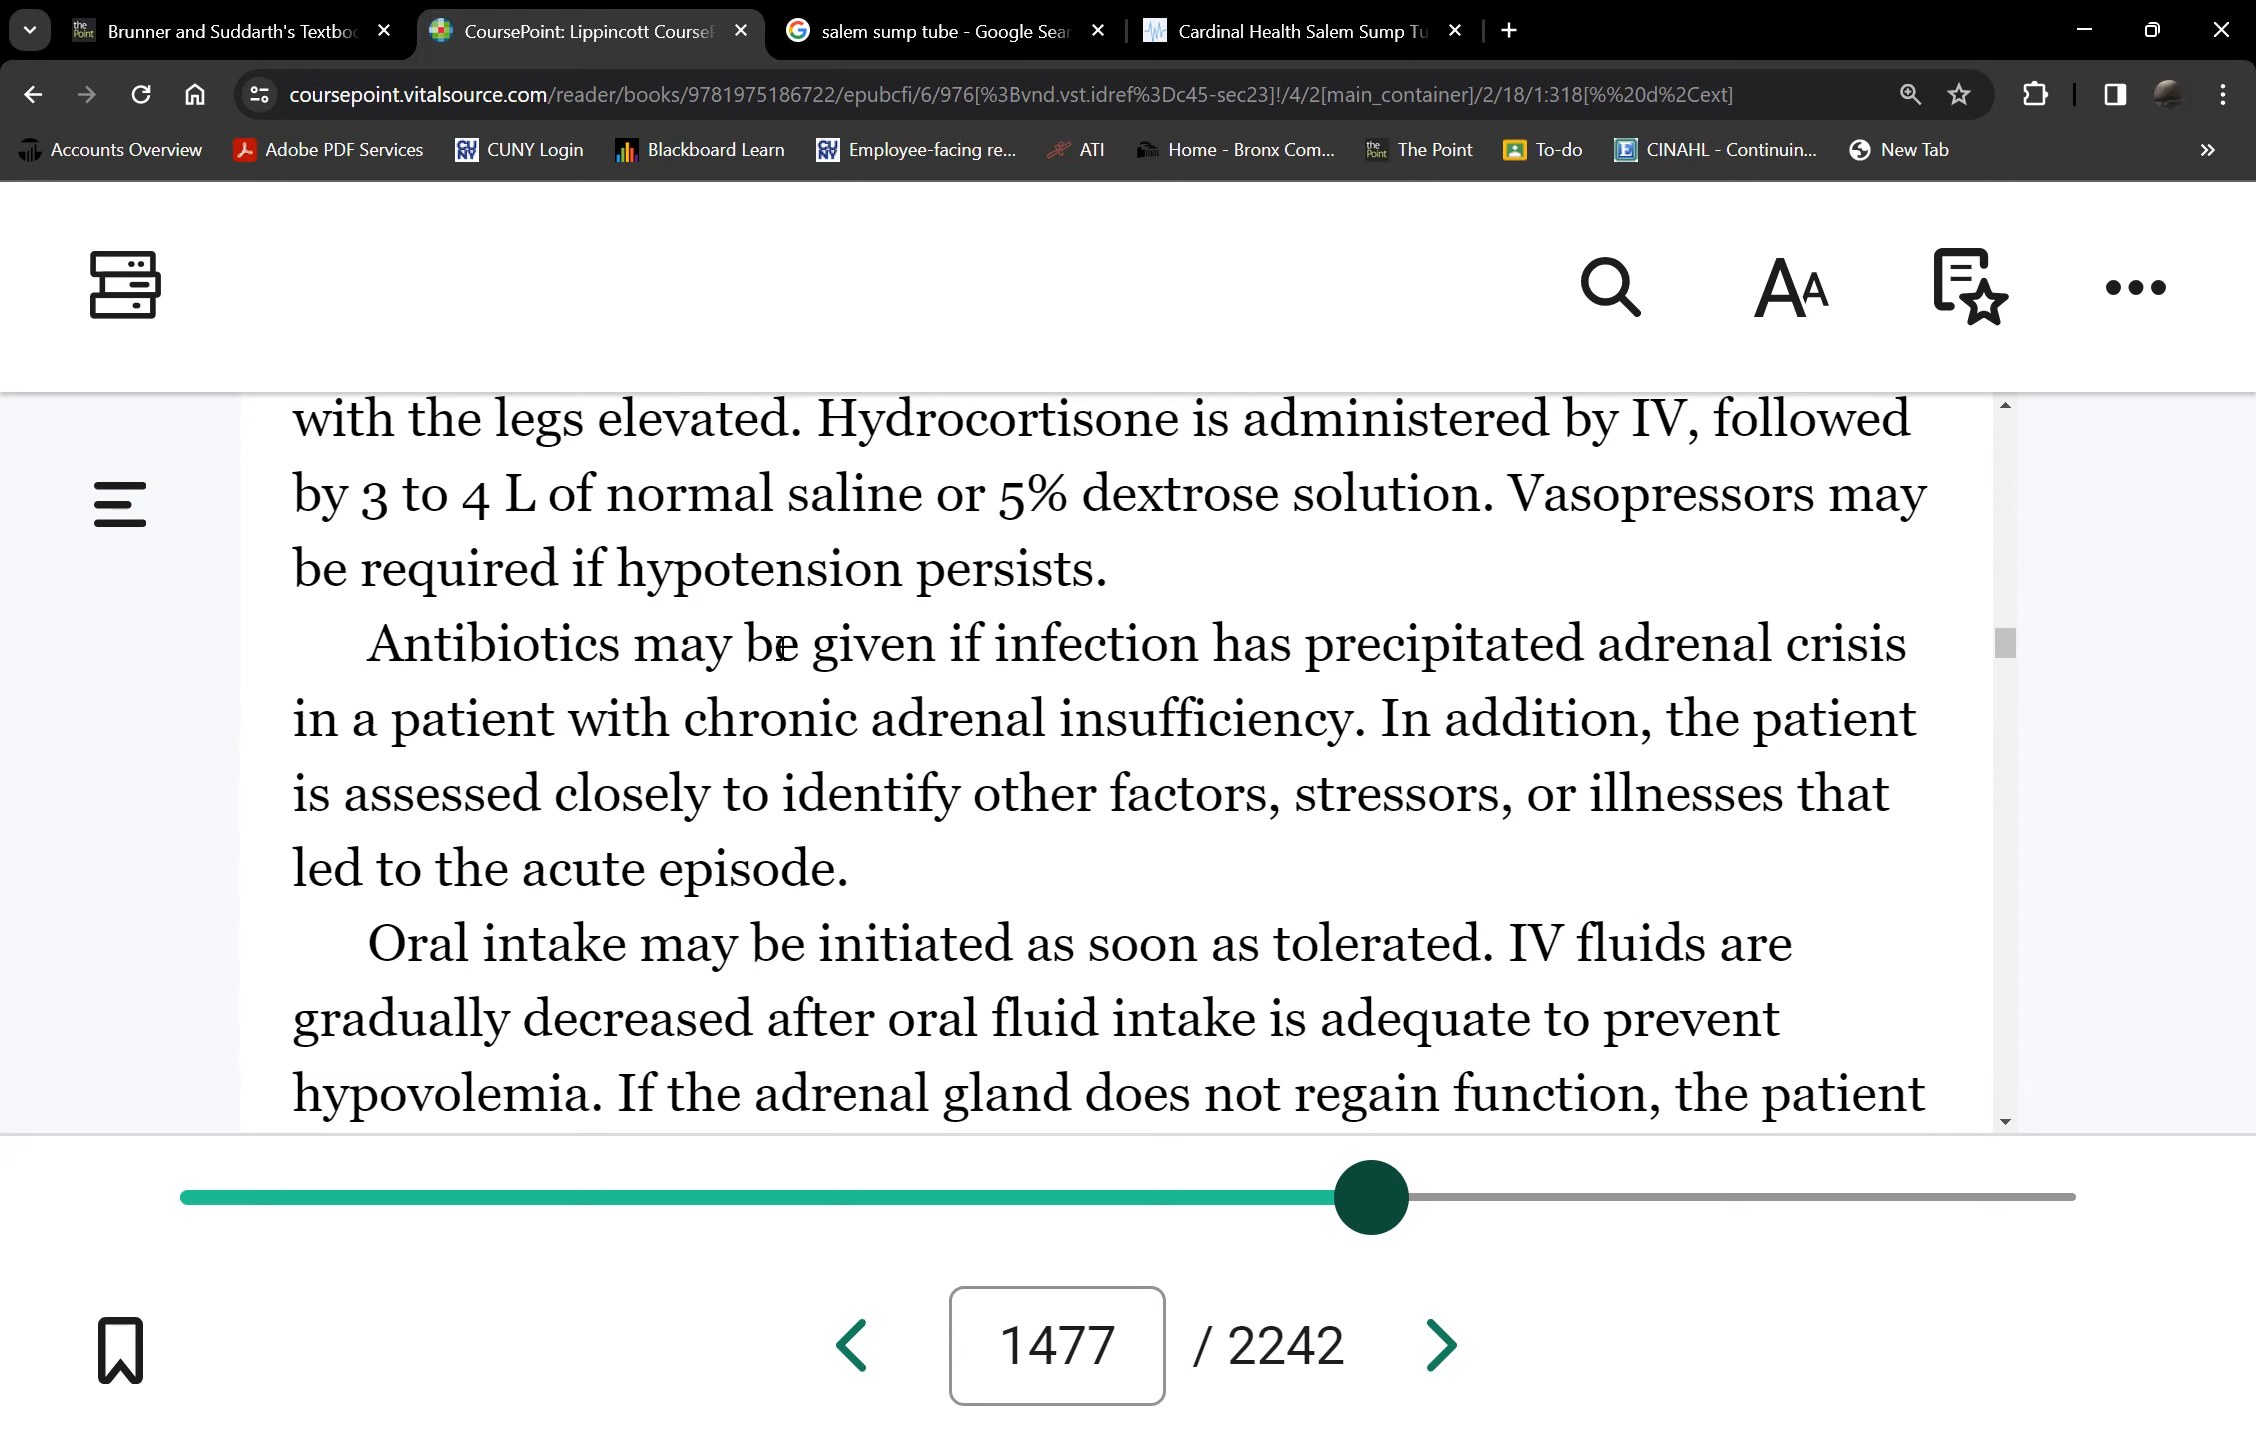 Brunner and Suddarth's Textbo
CoursePoint: Lippincott CourseP
salem sump tube - Google Sear
Cardinal Health Salem Sump Tu
coursepoint.vitalsource.com/reader/books/9781975186722/epubcfi/6/976[%3Bvnd.vst.idref%3Dc45-sec23]!/4/2[main_container]/2/18/1:318[%%20d%2Cext]
Accounts Overview
Adobe PDF Services
CUNY Login
Blackboard Learn
Employee-facing re...
ATI
Home - Bronx Com...
The Point
To-do
CINAHL - Continuin...
New Tab
with the legs elevated. Hydrocortisone is administered by IV, followed
by 3 to 4 L of normal saline or 5% dextrose solution. Vasopressors may
be required if hypotension persists.
Antibiotics may be given if infection has precipitated adrenal crisis
in a patient with chronic adrenal insufficiency. In addition, the patient
is assessed closely to identify other factors, stressors, or illnesses that
led to the acute episode.
Oral intake may be initiated as soon as tolerated. IV fluids are
gradually decreased after oral fluid intake is adequate to prevent
hypovolemia. If the adrenal gland does not regain function, the patient
1477 / 2242